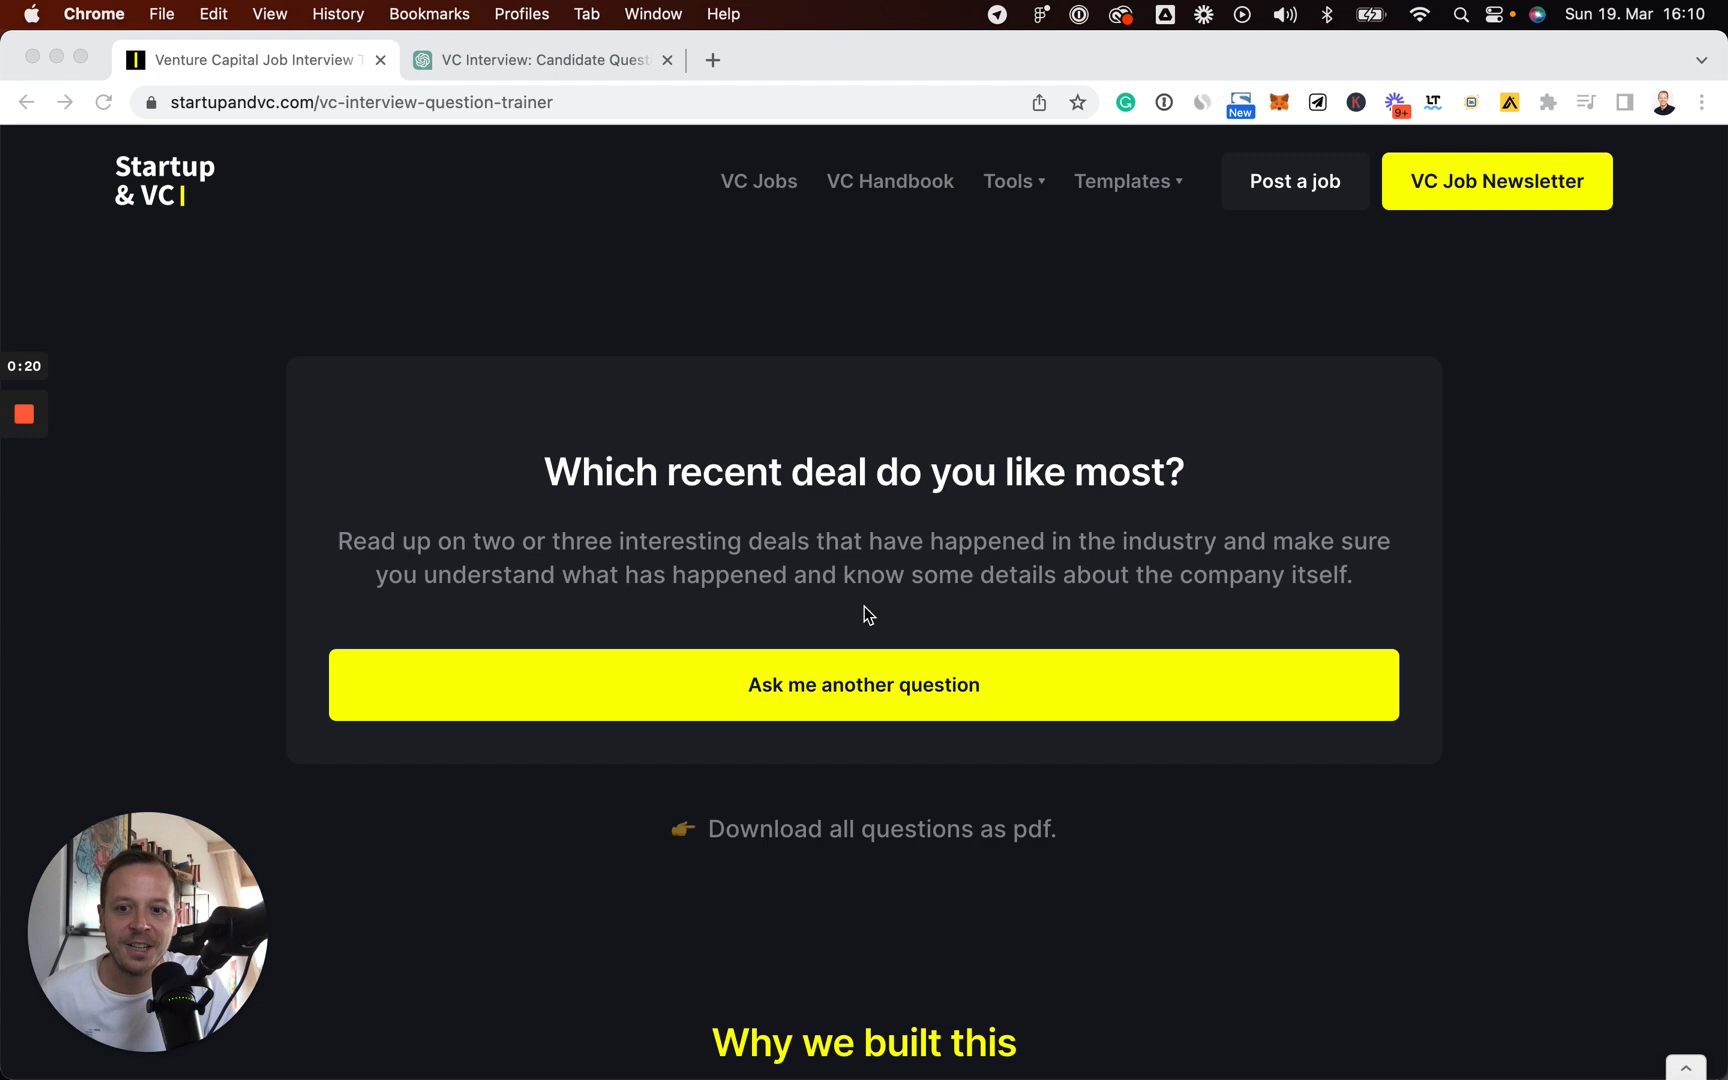 Chrome File Edit View History Bookmarks Profiles Tab Window Help Sun 19. Mar 16:10
Venture Capital Job Interview T
VC Interview: Candidate Quest
startupandvc.com/vc-interview-question-trainer
New
9+
LT
K
Startup
& VC
VC Jobs VC Handbook Tools Templates Post a job VC Job Newsletter
0:20
Which recent deal do you like most?
Read up on two or three interesting deals that have happened in the industry and make sure
you understand what has happened and know some details about the company itself.
Ask me another question
Download all questions as pdf.
Why we built this